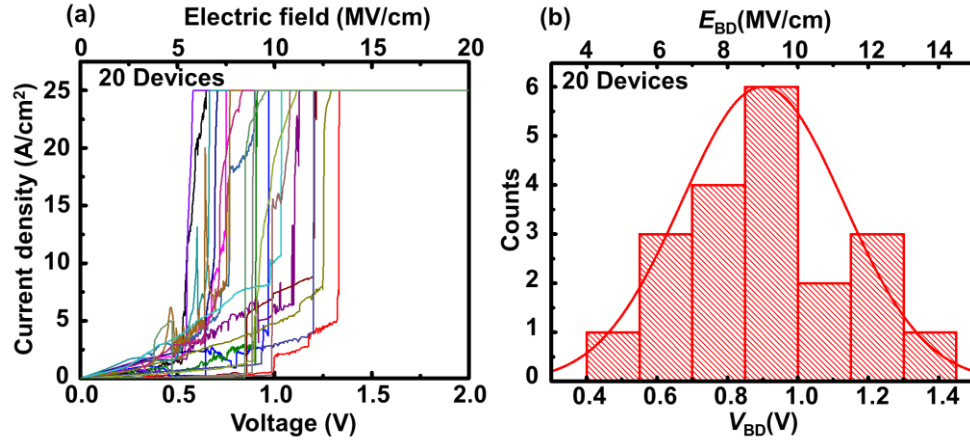 (a)
Electric field (MV/cm)
0 5 10 15 20
20 Devices
25
20
15
10
5
0
Current density (A/cm²)
0.0 0.5 1.0 1.5 2.0
Voltage (V)
(b)
E_BD(MV/cm)
4 6 8 10 12 14
20 Devices
6
5
4
3
2
1
0
Counts
0.4 0.6 0.8 1.0 1.2 1.4
V_BD(V)